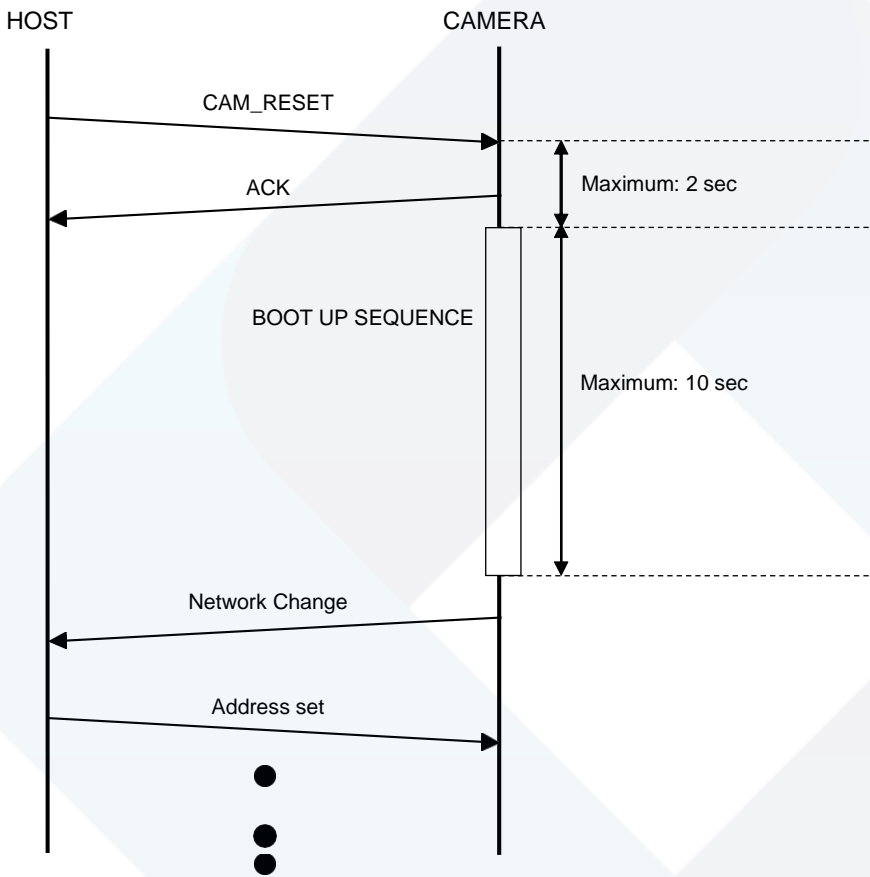 HOST
CAMERA
CAM_RESET
ACK
Maximum: 2 sec
BOOT UP SEQUENCE
Maximum: 10 sec
Network Change
Address set